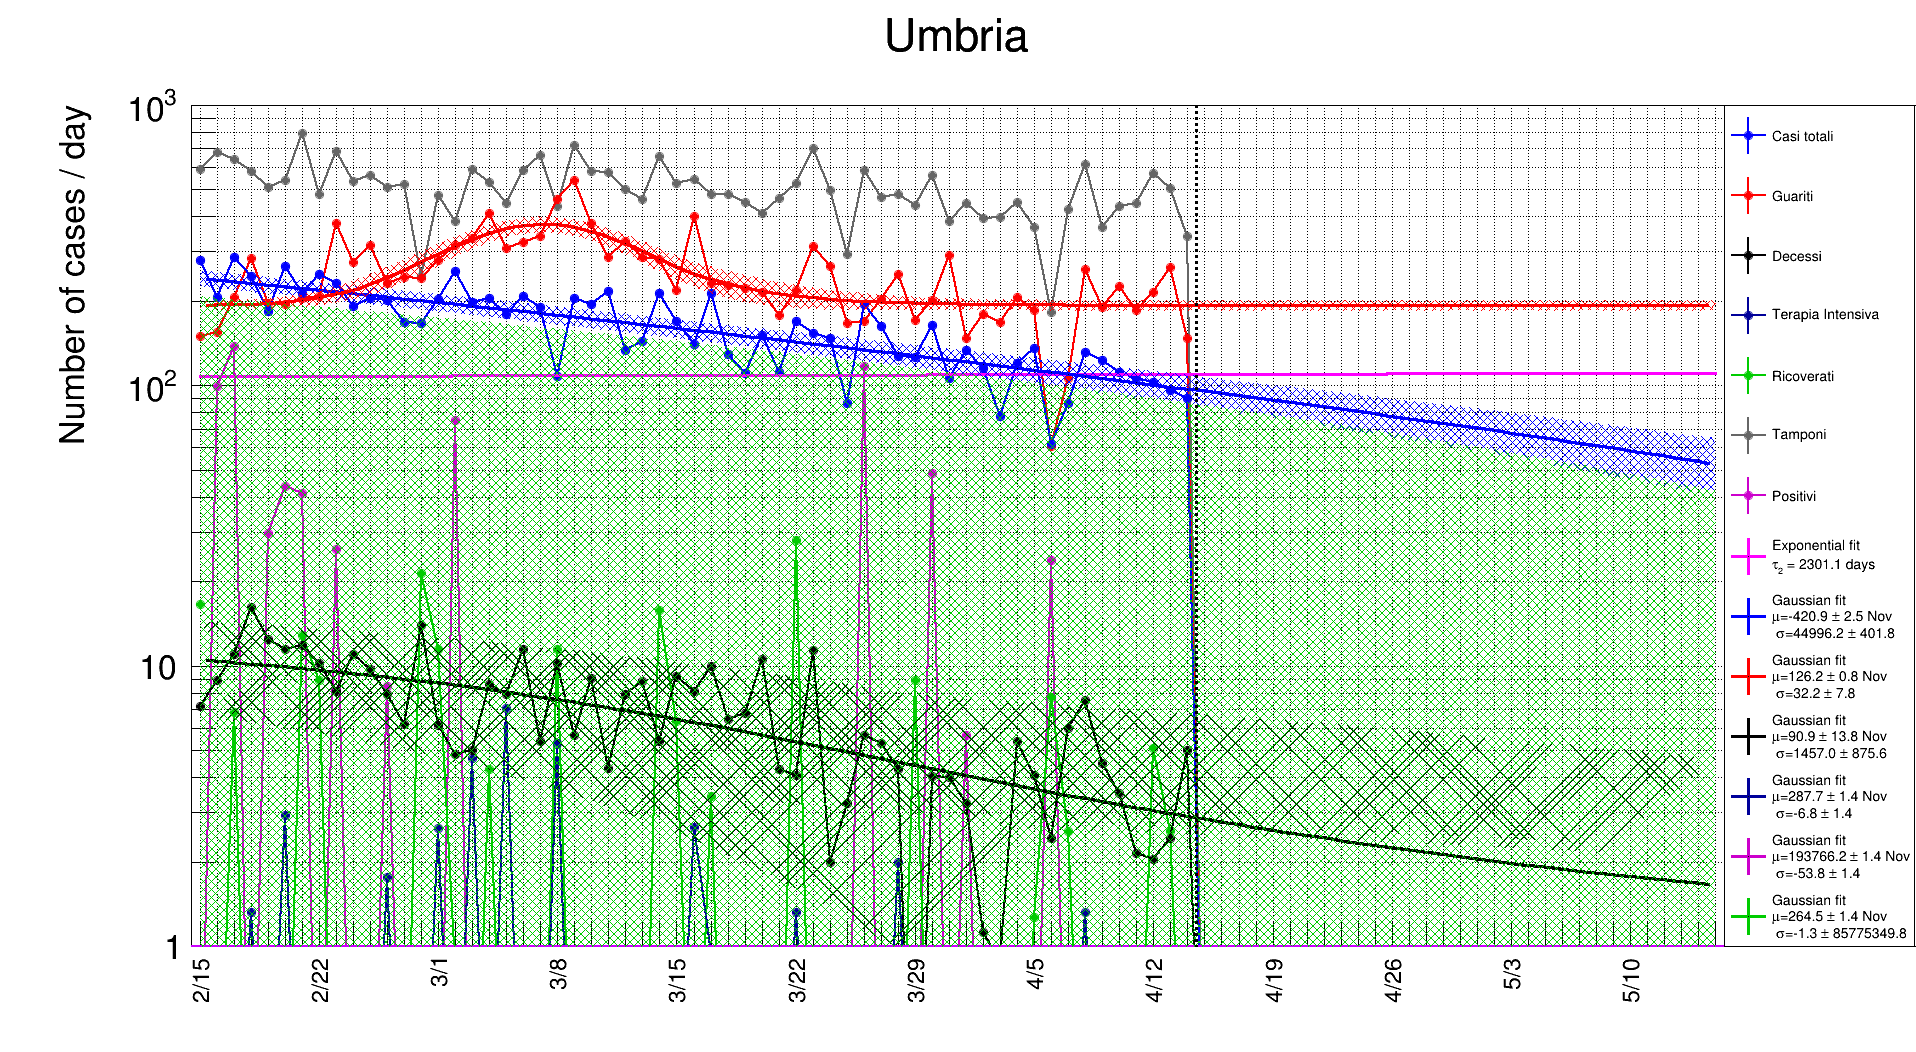 Umbria
Number of cases / day
10³
10²
10
1
2/15
2/22
3/1
3/8
3/15
3/22
3/29
4/5
4/12
4/19
4/26
5/3
5/10
Casi totali
Guariti
Decessi
Terapia Intensiva
Ricoverati
Tamponi
Positivi
Exponential fit
τ₂ = 2301.1 days
Gaussian fit
μ=-420.9 ± 2.5 Nov
σ=44996.2 ± 401.8
Gaussian fit
μ=126.2 ± 0.8 Nov
σ=32.2 ± 7.8
Gaussian fit
μ=90.9 ± 13.8 Nov
σ=1457.0 ± 875.6
Gaussian fit
μ=287.7 ± 1.4 Nov
σ=-6.8 ± 1.4
Gaussian fit
μ=193766.2 ± 1.4 Nov
σ=-53.8 ± 1.4
Gaussian fit
μ=264.5 ± 1.4 Nov
σ=-1.3 ± 85775349.8